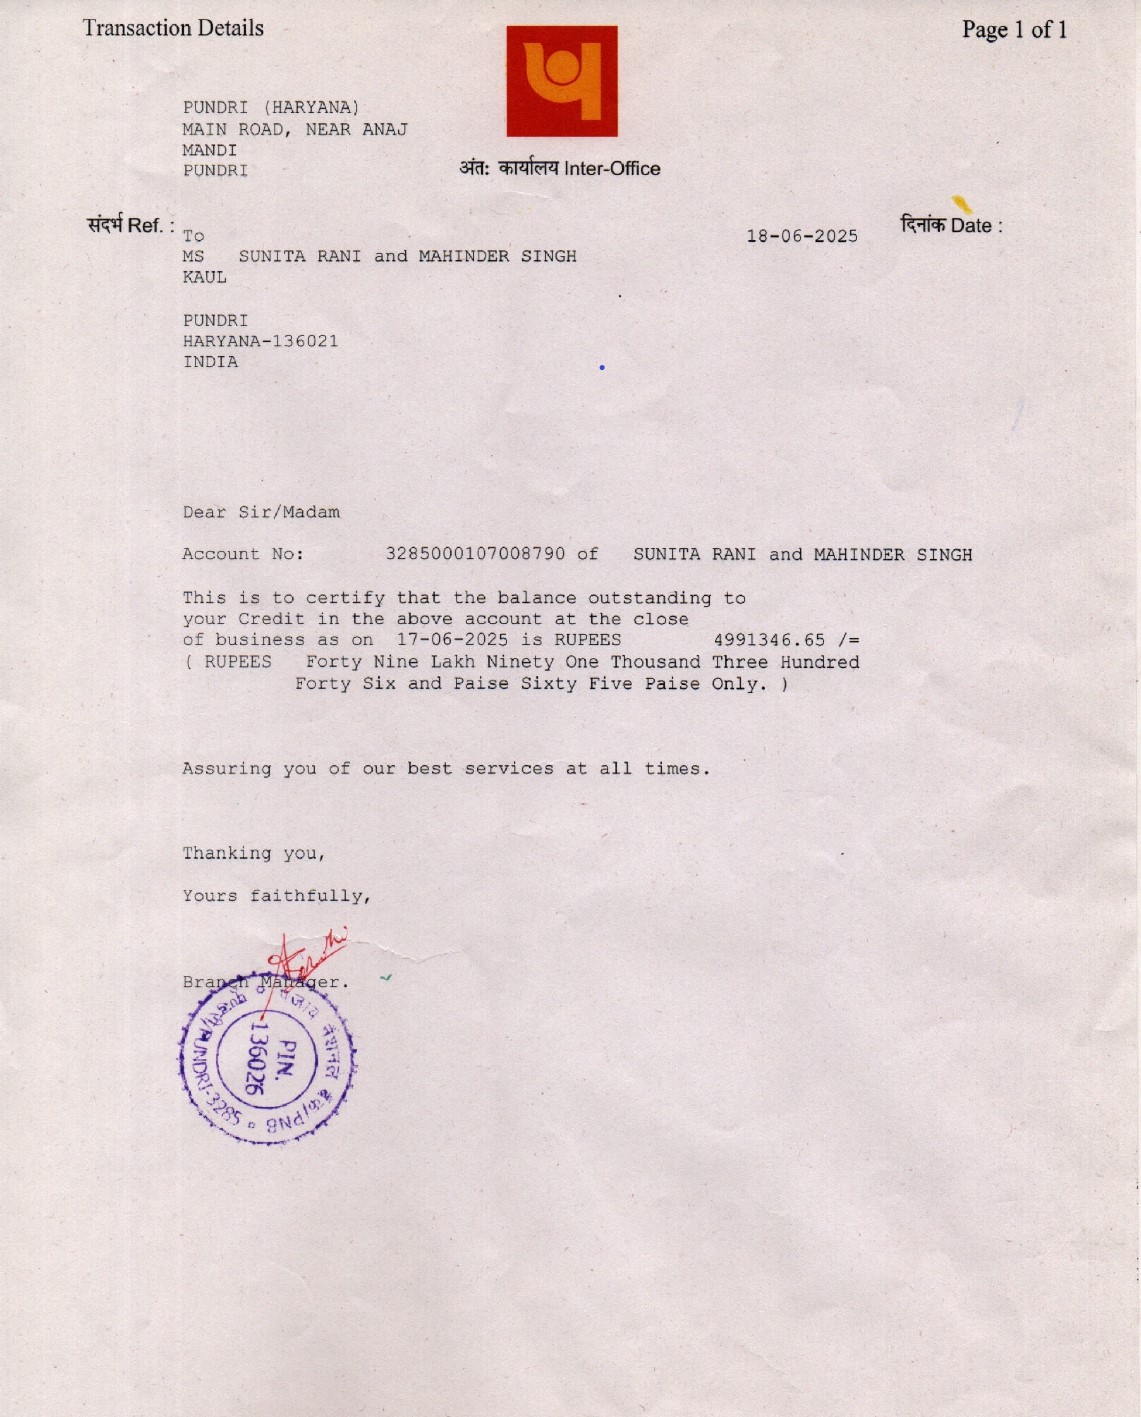 Transaction Details
Page 1 of 1
PUNDRI (HARYANA)
MAIN ROAD, NEAR ANAJ
MANDI
PUNDRI
अंत: कार्यालय Inter-Office
संदर्भ Ref. :
दिनांक Date :
To
18-06-2025
MS SUNITA RANI and MAHINDER SINGH
KAUL
PUNDRI
HARYANA-136021
INDIA
Dear Sir/Madam
Account No: 3285000107008790 of SUNITA RANI and MAHINDER SINGH
This is to certify that the balance outstanding to
your Credit in the above account at the close
of business as on 17-06-2025 is RUPEES 4991346.65 /=
( RUPEES Forty Nine Lakh Ninety One Thousand Three Hundred
Forty Six and Paise Sixty Five Paise Only. )
Assuring you of our best services at all times.
Thanking you,
Yours faithfully,
Branch Manager.
पंजाब नैशनल बैंक/PNB
PUNDRI-3285
PIN.
136026